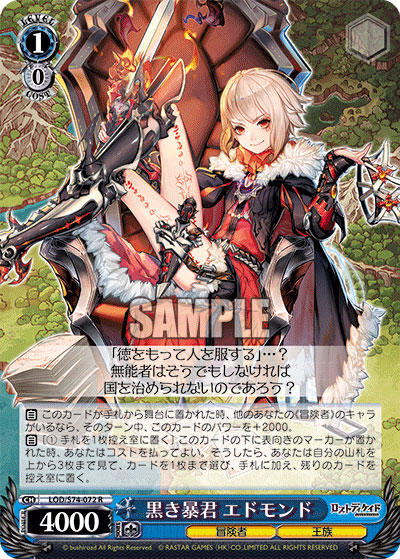 LEVEL
1
0
COST
SAMPLE
「徳をもって人を服する」…?
無能者はそうでもしなければ
国を治められないのであろう?
自 このカードが手札から舞台に置かれた時、他のあなたの《冒険者》のキャラ
がいるなら、そのターン中、このカードのパワーを+2000。
自 [① 手札を1枚控え室に置く] このカードの下に表向きのマーカーが置か
れた時、あなたはコストを払ってよい。そうしたら、あなたは自分の山札を
上から3枚まで見て、カードを1枚まで選び、手札に加え、残りのカードを
控え室に置く。
CH LOD/S74-072 R
4000
黒き暴君 エドモンド
ロストディケイド
冒険者 王族
© bushiroad All Rights Reserved. © RASTAR GAMES (HK) CORPORATION LIMITED ALL RIGHTS RESERVED.